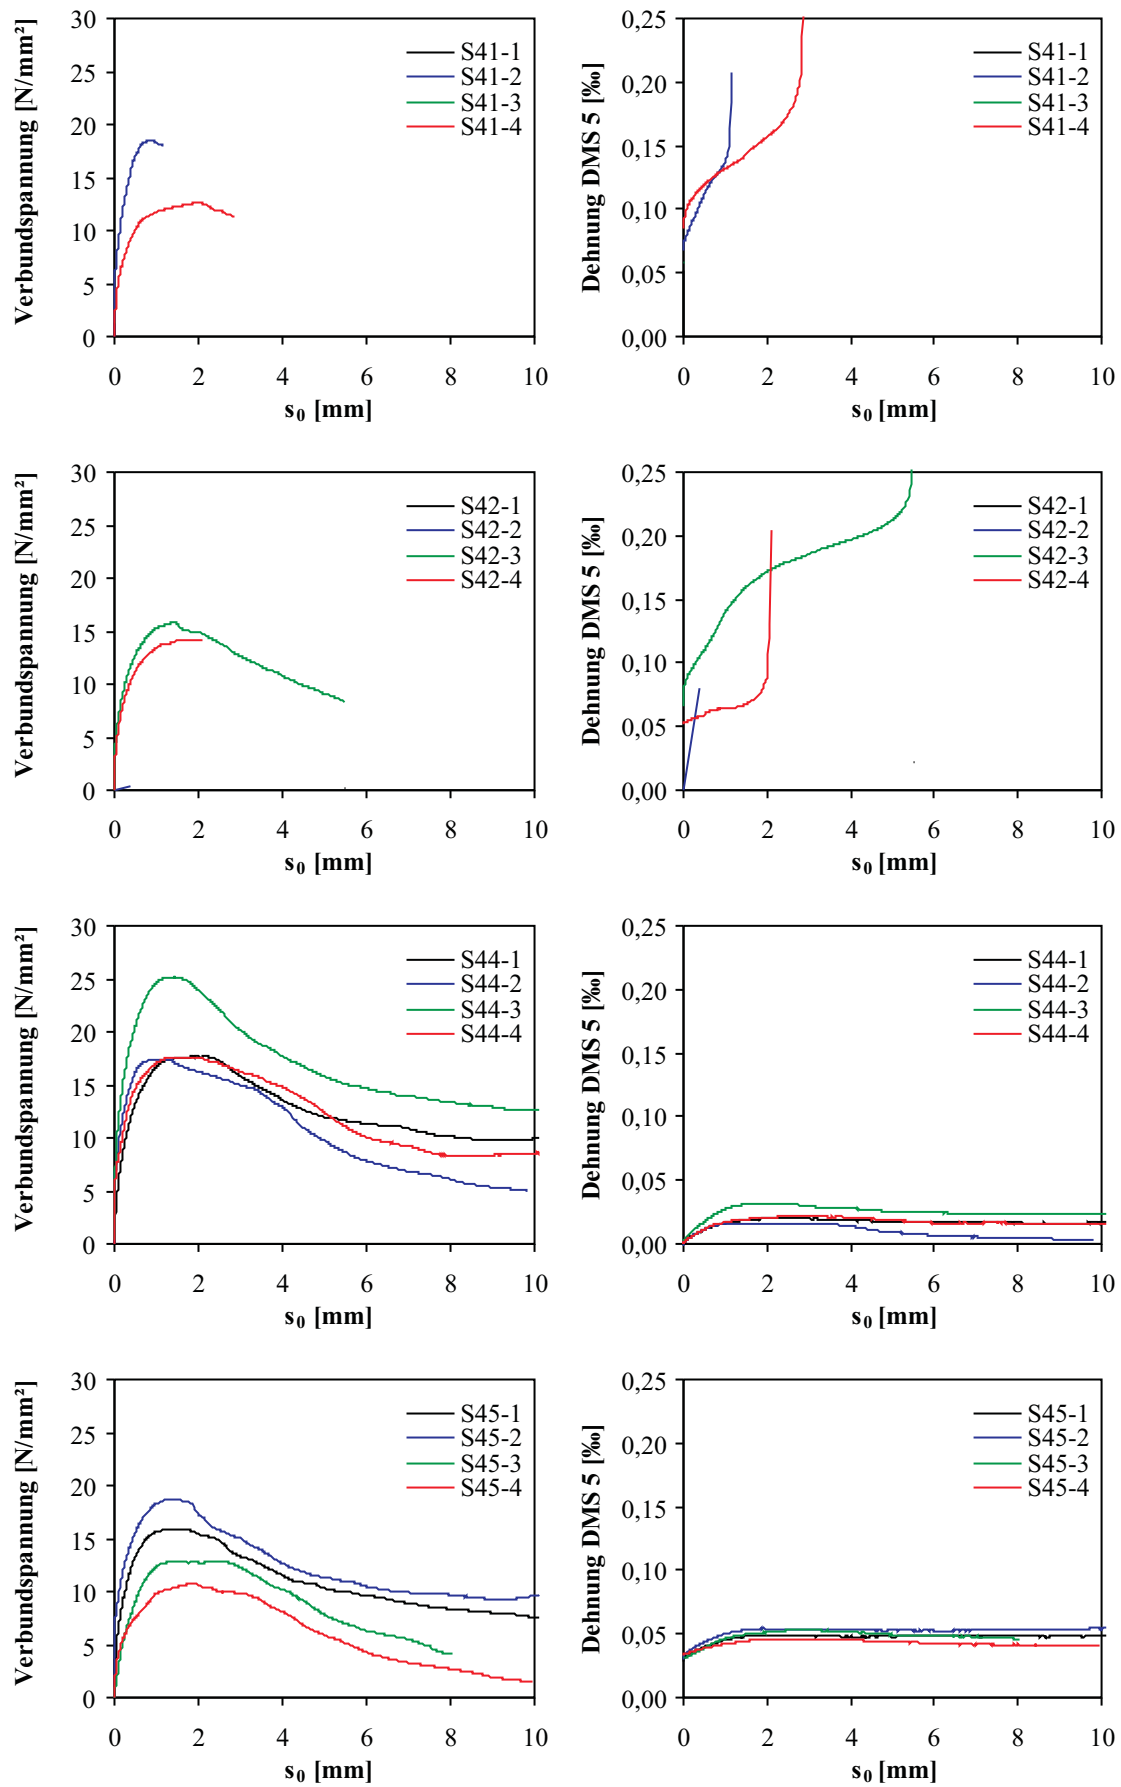 Verbundspannung [N/mm²]
30
25
20
15
10
5
0
S41-1
S41-2
S41-3
S41-4
0 2 4 6 8 10
s₀ [mm]
Dehnung DMS 5 [‰]
0,25
0,20
0,15
0,10
0,05
0,00
S41-1
S41-2
S41-3
S41-4
0 2 4 6 8 10
s₀ [mm]
Verbundspannung [N/mm²]
30
25
20
15
10
5
0
S42-1
S42-2
S42-3
S42-4
0 2 4 6 8 10
s₀ [mm]
Dehnung DMS 5 [‰]
0,25
0,20
0,15
0,10
0,05
0,00
S42-1
S42-2
S42-3
S42-4
0 2 4 6 8 10
s₀ [mm]
Verbundspannung [N/mm²]
30
25
20
15
10
5
0
S44-1
S44-2
S44-3
S44-4
0 2 4 6 8 10
s₀ [mm]
Dehnung DMS 5 [‰]
0,25
0,20
0,15
0,10
0,05
0,00
S44-1
S44-2
S44-3
S44-4
0 2 4 6 8 10
s₀ [mm]
Verbundspannung [N/mm²]
30
25
20
15
10
5
0
S45-1
S45-2
S45-3
S45-4
0 2 4 6 8 10
s₀ [mm]
Dehnung DMS 5 [‰]
0,25
0,20
0,15
0,10
0,05
0,00
S45-1
S45-2
S45-3
S45-4
0 2 4 6 8 10
s₀ [mm]